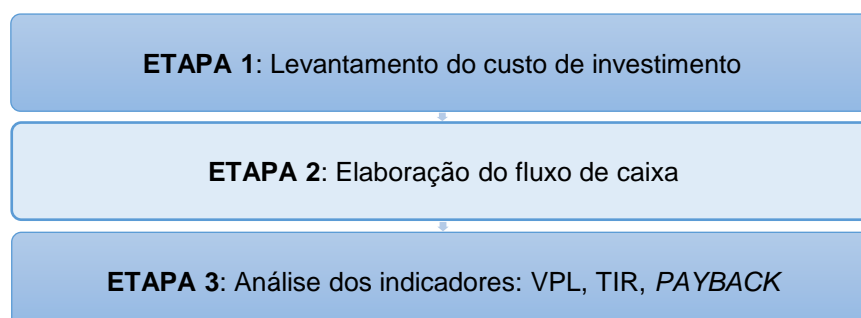 ETAPA 1: Levantamento do custo de investimento
ETAPA 2: Elaboração do fluxo de caixa
ETAPA 3: Análise dos indicadores: VPL, TIR, PAYBACK